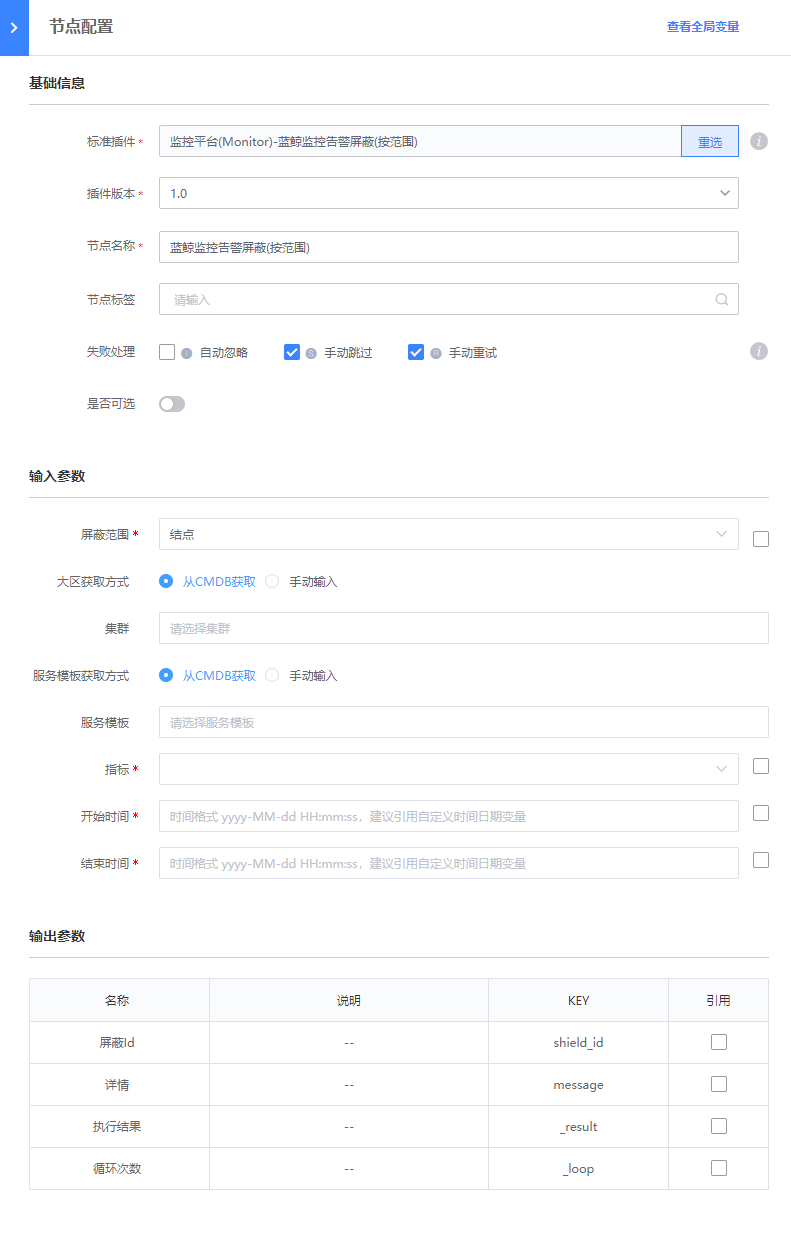 节点配置
查看全局变量
基础信息
标准插件 * 监控平台(Monitor)-蓝鲸监控告警屏蔽(按范围) 重选
插件版本 * 1.0
节点名称 * 蓝鲸监控告警屏蔽(按范围)
节点标签 请输入
失败处理 自动忽略 手动跳过 手动重试
是否可选
输入参数
屏蔽范围 * 结点
大区获取方式 从CMDB获取 手动输入
集群 请选择集群
服务模板获取方式 从CMDB获取 手动输入
服务模板 请选择服务模板
指标 *
开始时间 * 时间格式 yyyy-MM-dd HH:mm:ss，建议引用自定义时间日期变量
结束时间 * 时间格式 yyyy-MM-dd HH:mm:ss，建议引用自定义时间日期变量
输出参数
名称 说明 KEY 引用
屏蔽Id -- shield_id
详情 -- message
执行结果 -- _result
循环次数 -- _loop